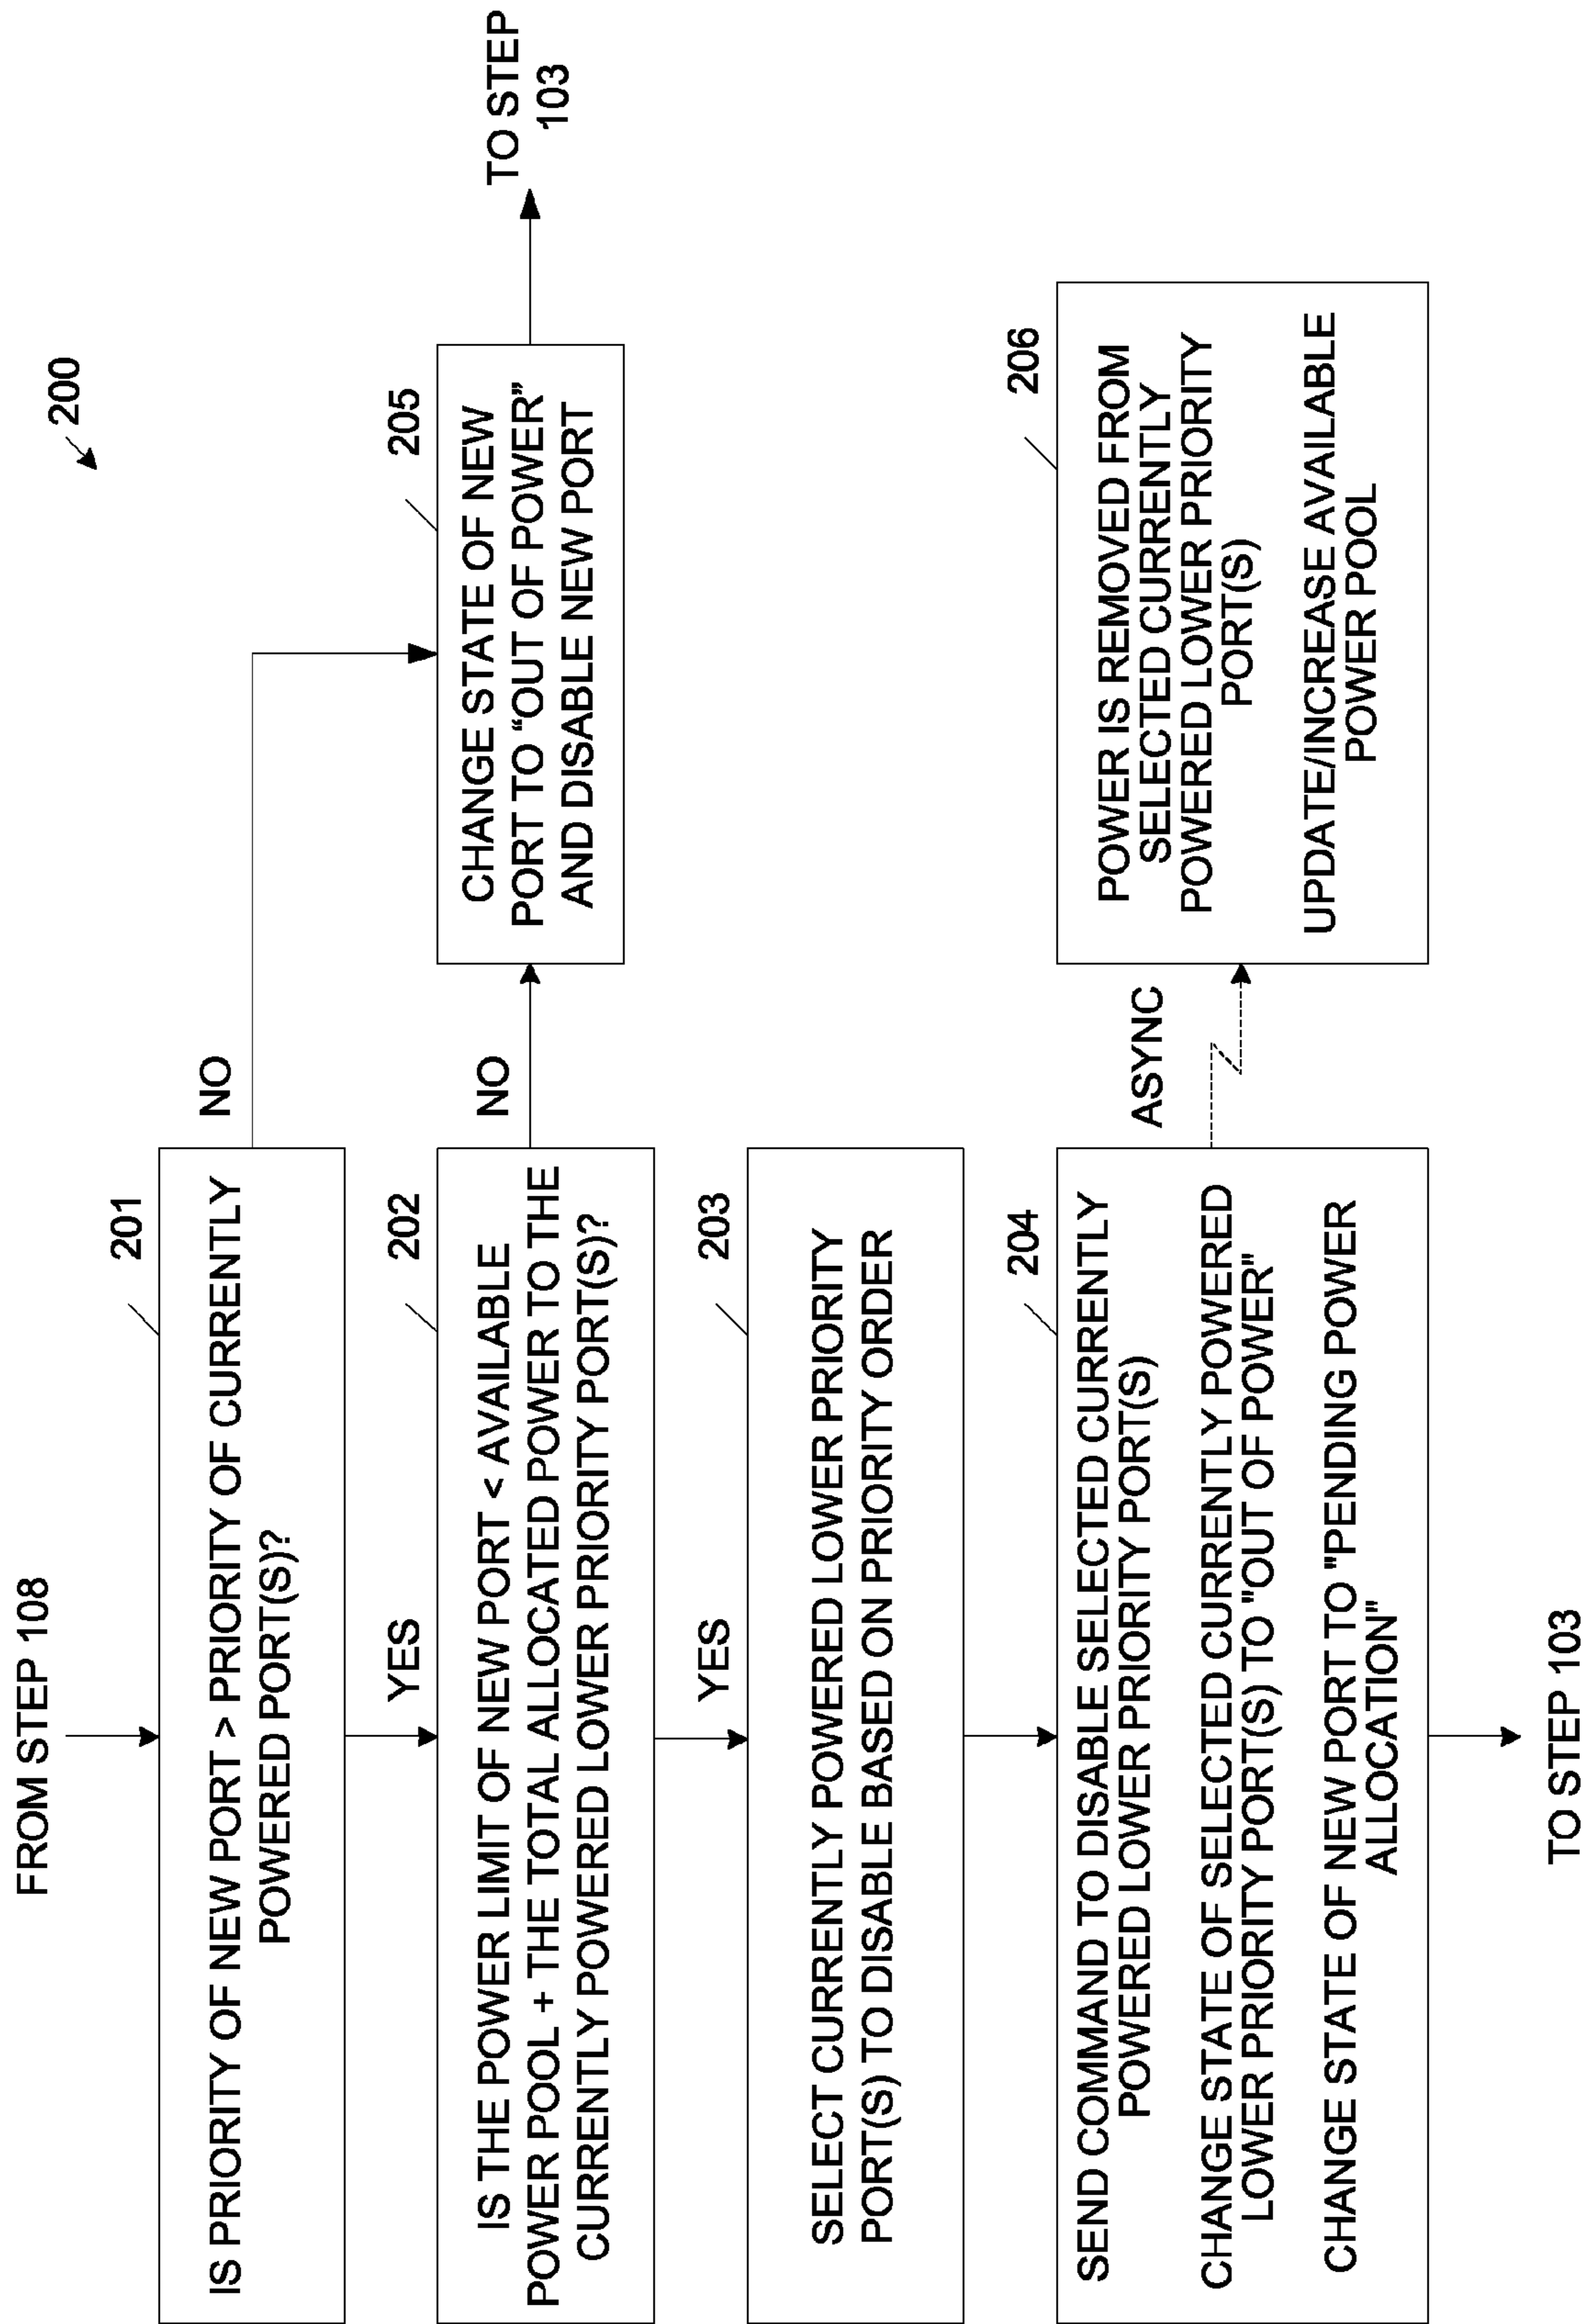 200
FROM STEP 108
201
IS PRIORITY OF NEW PORT > PRIORITY OF CURRENTLY
POWERED PORT(S)?
NO
YES
202
IS THE POWER LIMIT OF NEW PORT < AVAILABLE
POWER POOL + THE TOTAL ALLOCATED POWER TO THE
CURRENTLY POWERED LOWER PRIORITY PORT(S)?
NO
205
CHANGE STATE OF NEW
PORT TO “OUT OF POWER”
AND DISABLE NEW PORT
TO STEP
103
YES
203
SELECT CURRENTLY POWERED LOWER PRIORITY
PORT(S) TO DISABLE BASED ON PRIORITY ORDER
204
SEND COMMAND TO DISABLE SELECTED CURRENTLY
POWERED LOWER PRIORITY PORT(S)
CHANGE STATE OF SELECTED CURRENTLY POWERED
LOWER PRIORITY PORT(S) TO "OUT OF POWER"
CHANGE STATE OF NEW PORT TO "PENDING POWER
ALLOCATION"
ASYNC
206
POWER IS REMOVED FROM
SELECTED CURRENTLY
POWERED LOWER PRIORITY
PORT(S)
UPDATE/INCREASE AVAILABLE
POWER POOL
TO STEP 103